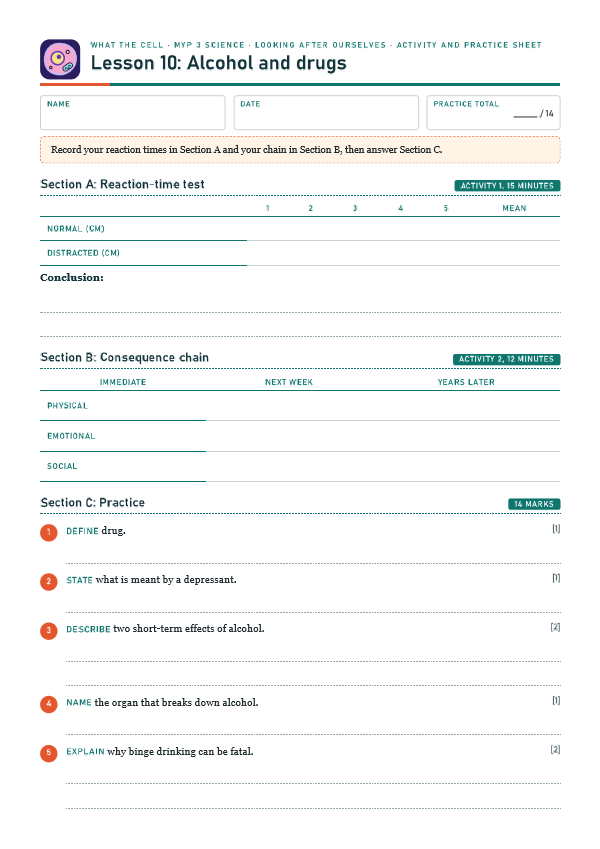 WHAT THE CELL · MYP 3 SCIENCE · LOOKING AFTER OURSELVES · ACTIVITY AND PRACTICE SHEET
Lesson 10: Alcohol and drugs
NAME DATE PRACTICE TOTAL
_____ / 14
Record your reaction times in Section A and your chain in Section B, then answer Section C.
Section A: Reaction-time test ACTIVITY 1, 15 MINUTES
1 2 3 4 5 MEAN
NORMAL (CM)
DISTRACTED (CM)
Conclusion:
Section B: Consequence chain ACTIVITY 2, 12 MINUTES
IMMEDIATE NEXT WEEK YEARS LATER
PHYSICAL
EMOTIONAL
SOCIAL
Section C: Practice 14 MARKS
1 DEFINE drug. [1]
2 STATE what is meant by a depressant. [1]
3 DESCRIBE two short-term effects of alcohol. [2]
4 NAME the organ that breaks down alcohol. [1]
5 EXPLAIN why binge drinking can be fatal. [2]